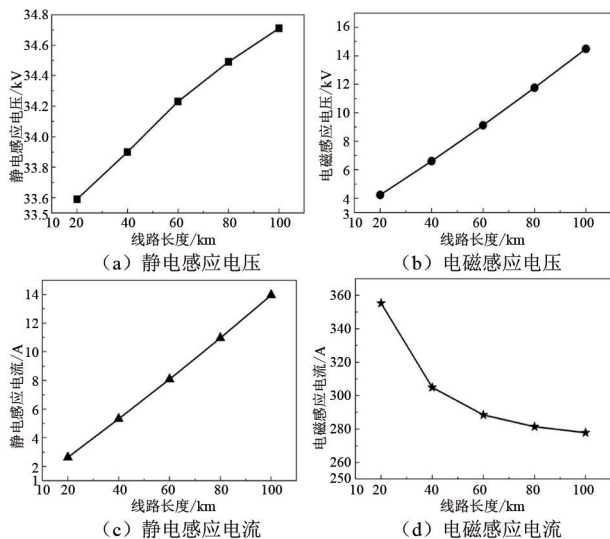 静电感应电压/kV
34.8
34.6
34.2
33.8
33.6
33.5
10 20 40 60 80 100
线路长度/km
(a) 静电感应电压
电磁感应电压/kV
16
14
12
10
8
6
4
3
10 20 40 60 80 100
线路长度/km
(b) 电磁感应电压
静电感应电流/A
14
12
10
8
6
4
2
1
10 20 40 60 80 100
线路长度/km
(c) 静电感应电流
电磁感应电流/A
360
340
320
300
280
260
250
10 20 40 60 80 100
线路长度/km
(d) 电磁感应电流